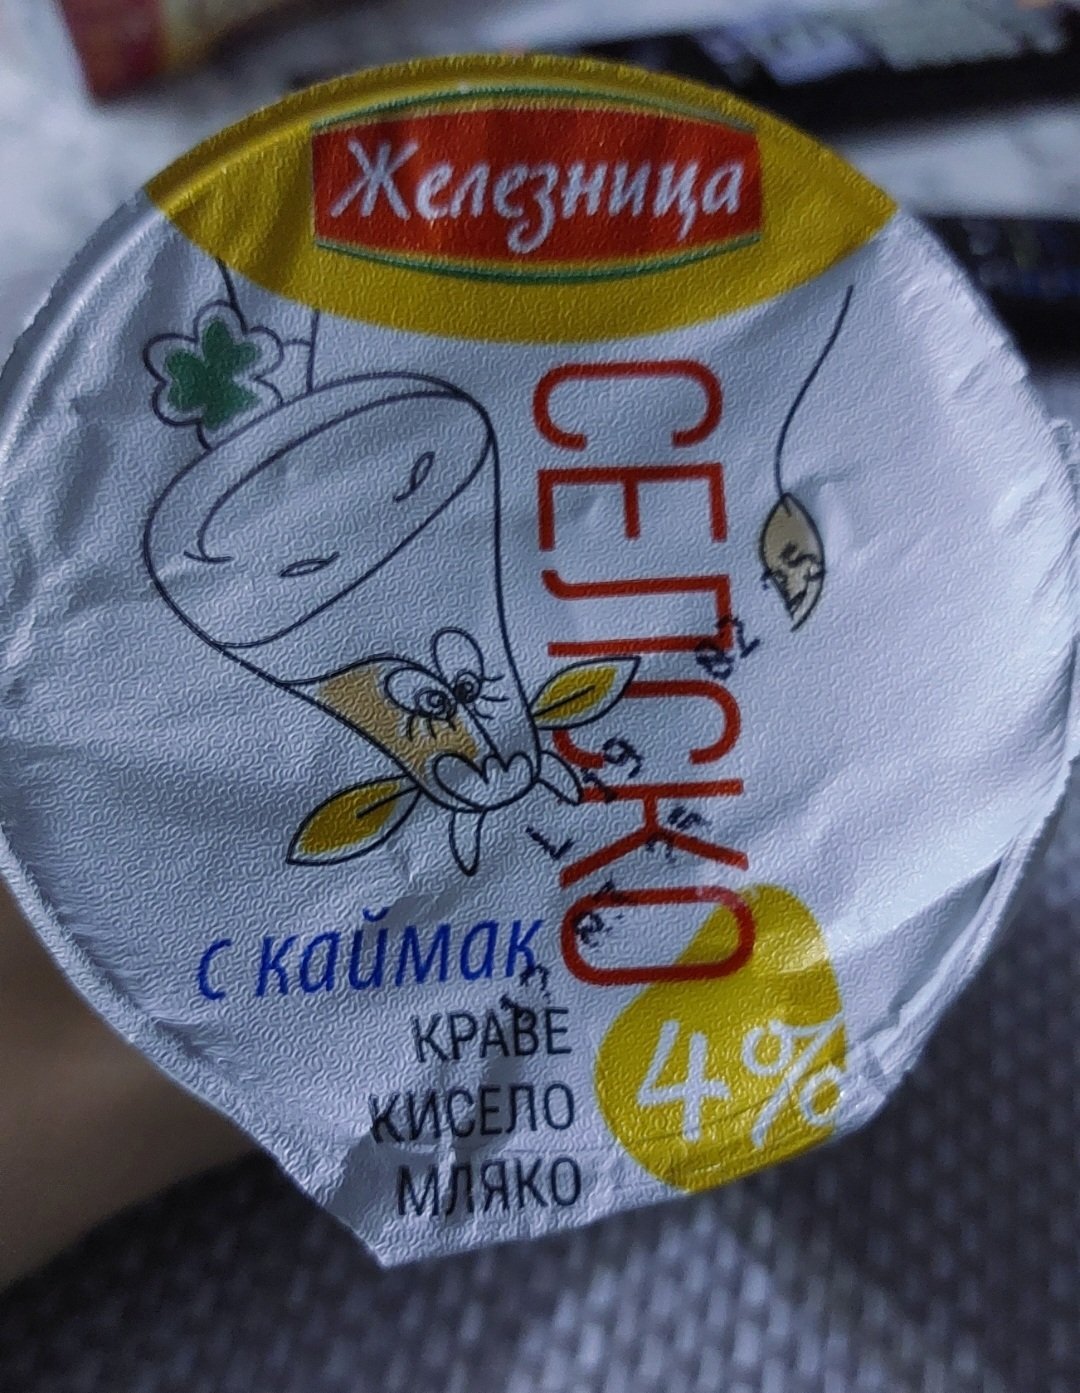 Железница
СЕЛСКО
с каймак
КРАВЕ
КИСЕЛО
МЛЯКО
4%